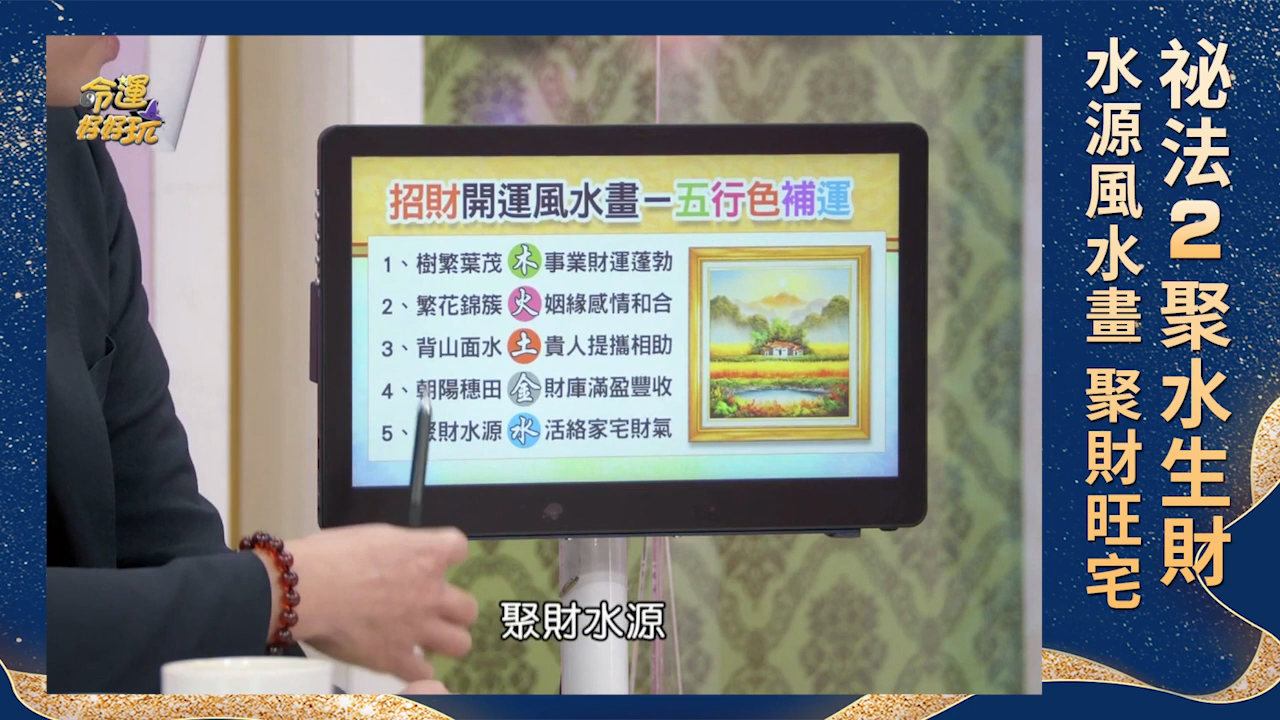 命運
好好玩
招財開運風水畫－五行色補運
1、樹繁葉茂 木 事業財運蓬勃
2、繁花錦簇 火 姻緣感情和合
3、背山面水 土 貴人提攜相助
4、朝陽穗田 金 財庫滿盈豐收
5、聚財水源 水 活絡家宅財氣
聚財水源
祕法2聚水生財
水源風水畫 聚財旺宅